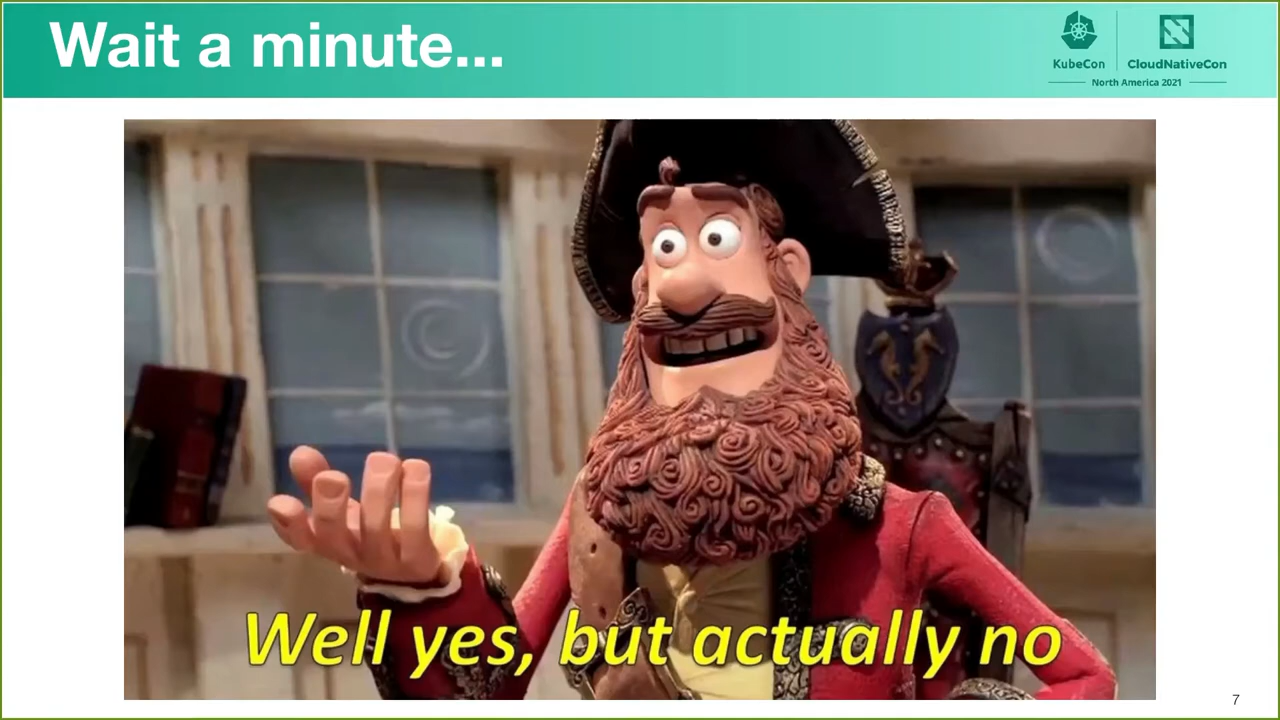 Wait a minute...
KubeCon
CloudNativeCon
North America 2021
Well yes, but actually no
7